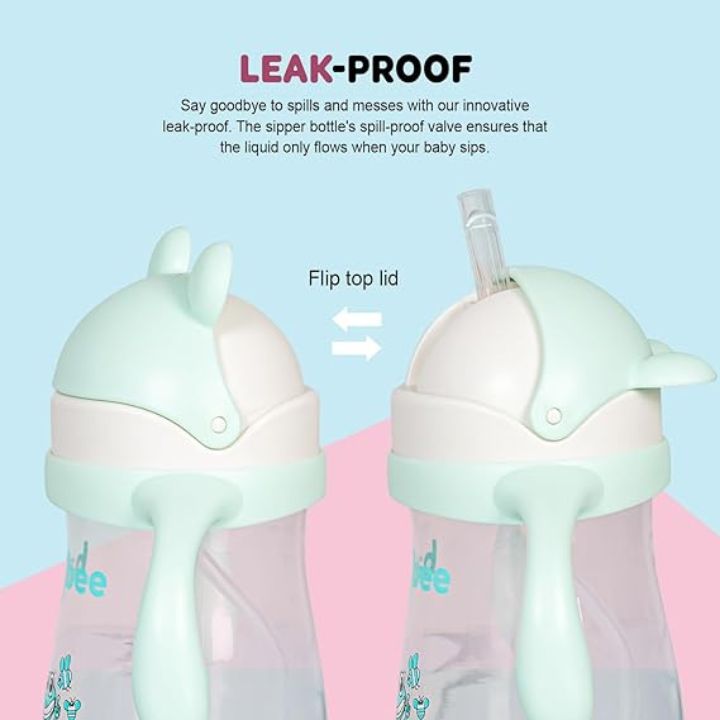 LEAK-PROOF
Say goodbye to spills and messes with our innovative
leak-proof. The sipper bottle's spill-proof valve ensures that
the liquid only flows when your baby sips.
Flip top lid